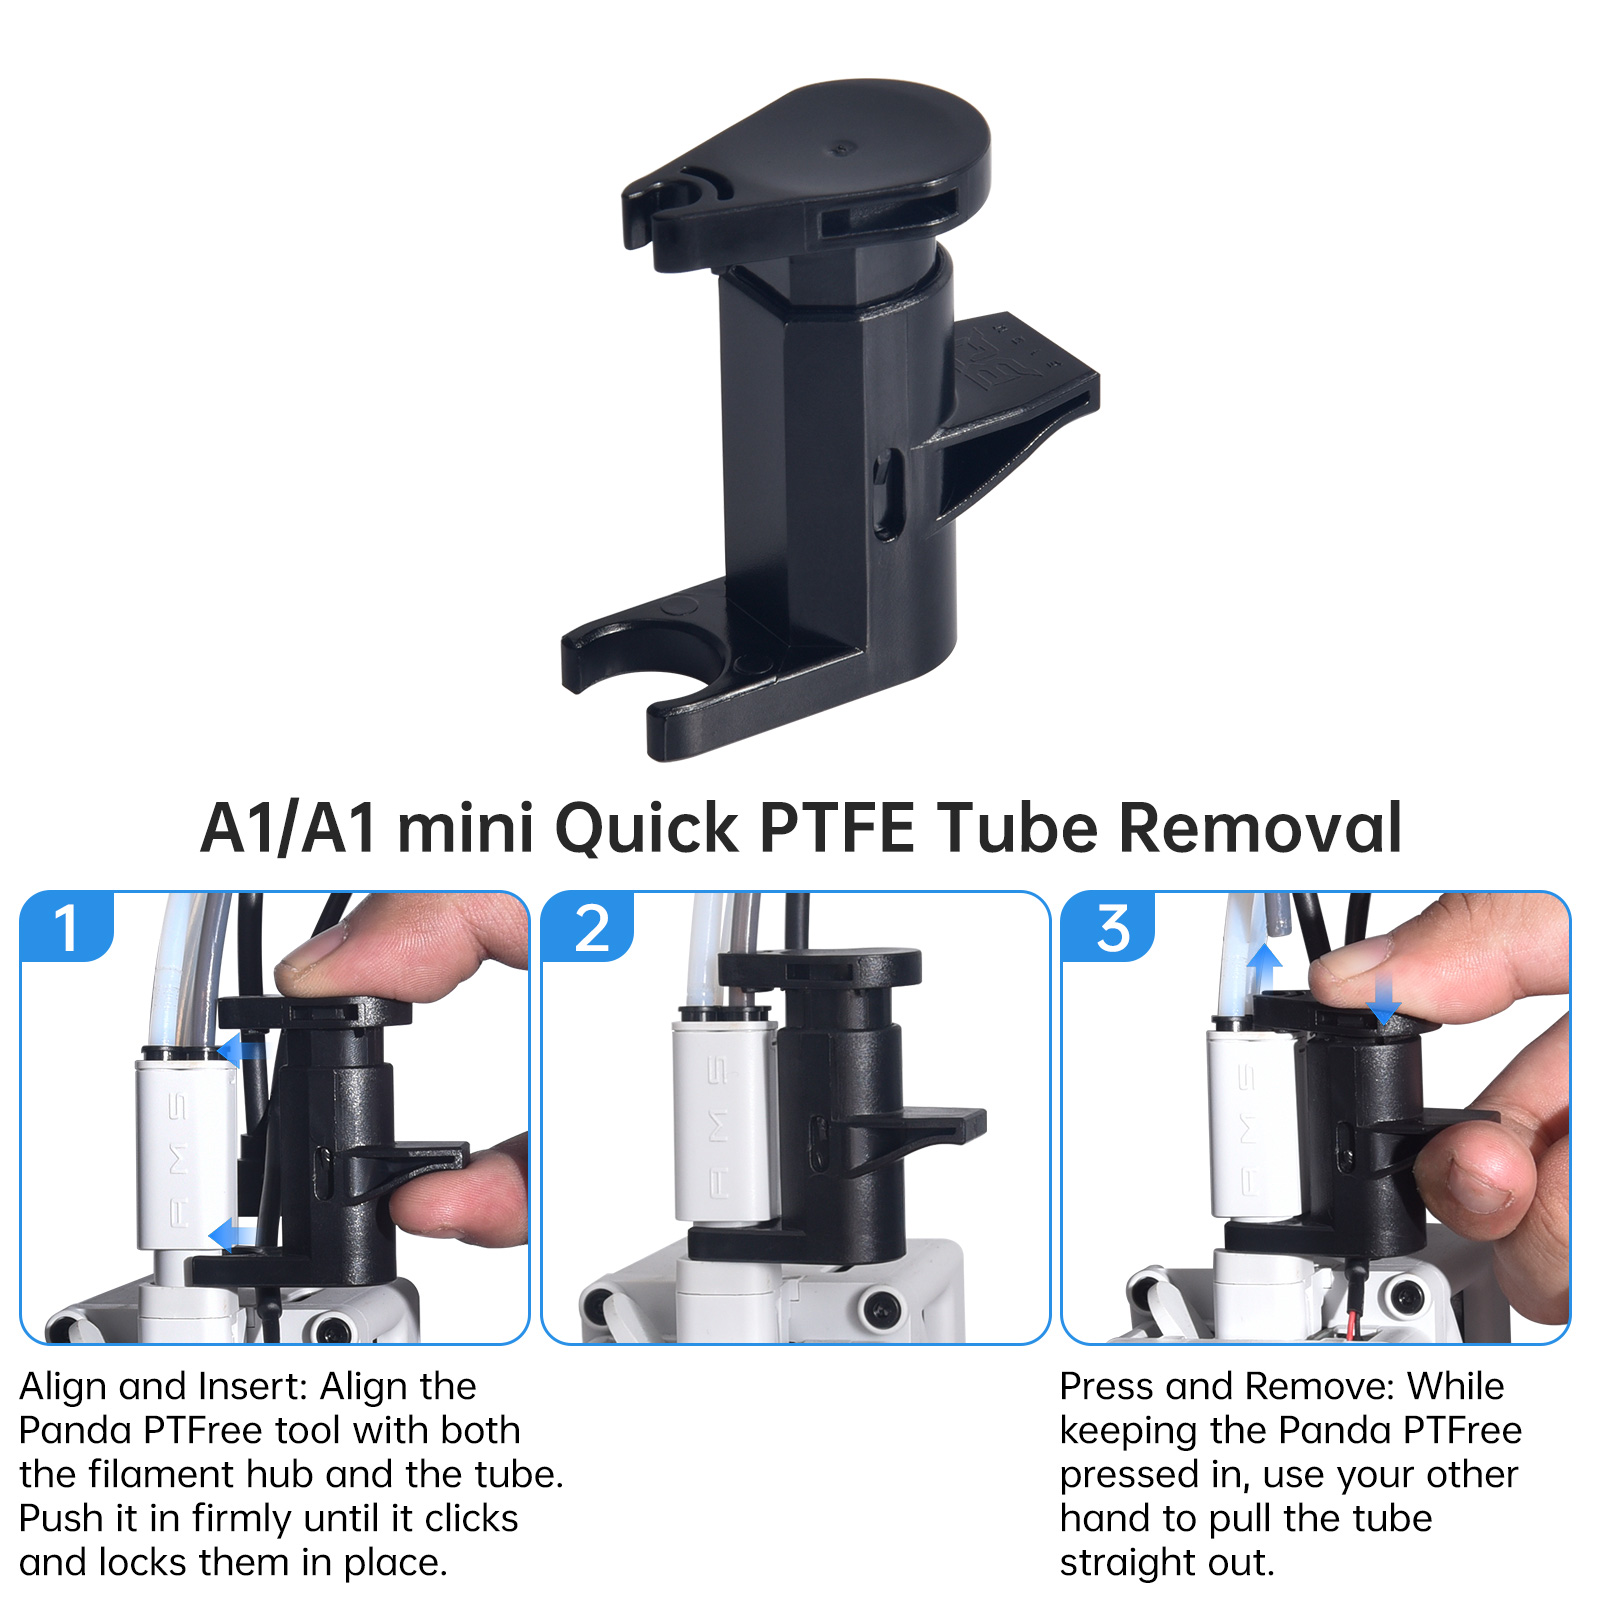 A1/A1 mini Quick PTFE Tube Removal
1
2
3
AMS
AMS
AMS
Align and Insert: Align the
Panda PTFree tool with both
the filament hub and the tube.
Push it in firmly until it clicks
and locks them in place.
Press and Remove: While
keeping the Panda PTFree
pressed in, use your other
hand to pull the tube
straight out.